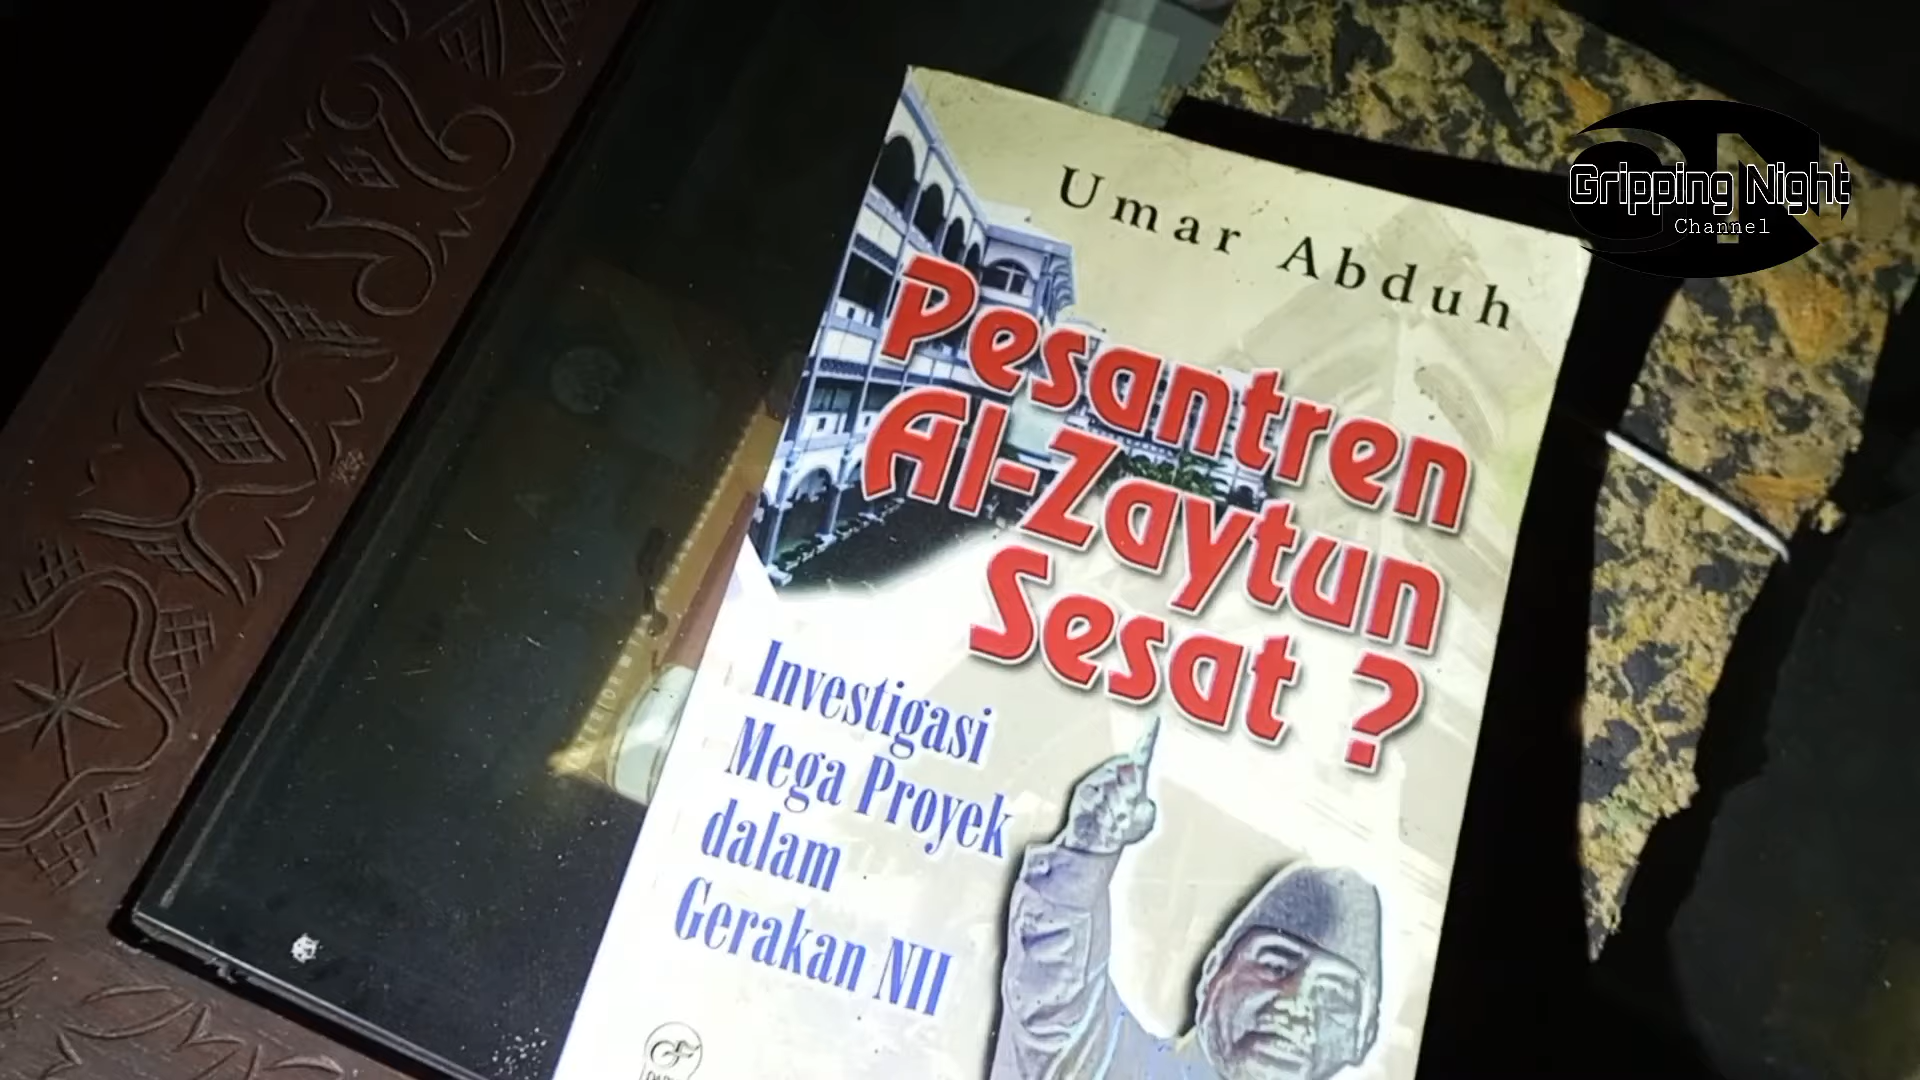 Umar Abduh
Pesantren
Al-Zaytun
Sesat ?
Investigasi
Mega Proyek
dalam
Gerakan NII
Gripping Night
Channel